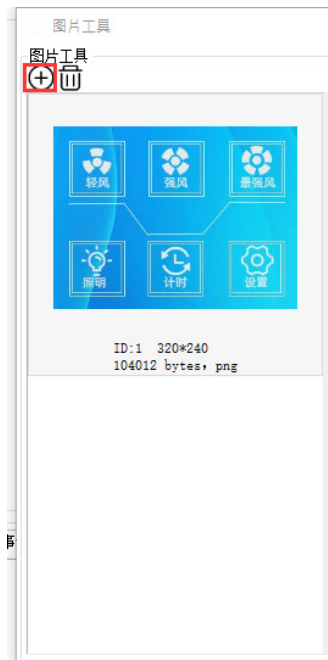 图片工具
图片工具
轻风 强风 最强风
照明 计时 设置
ID:1 320*240
104012 bytes, png
事